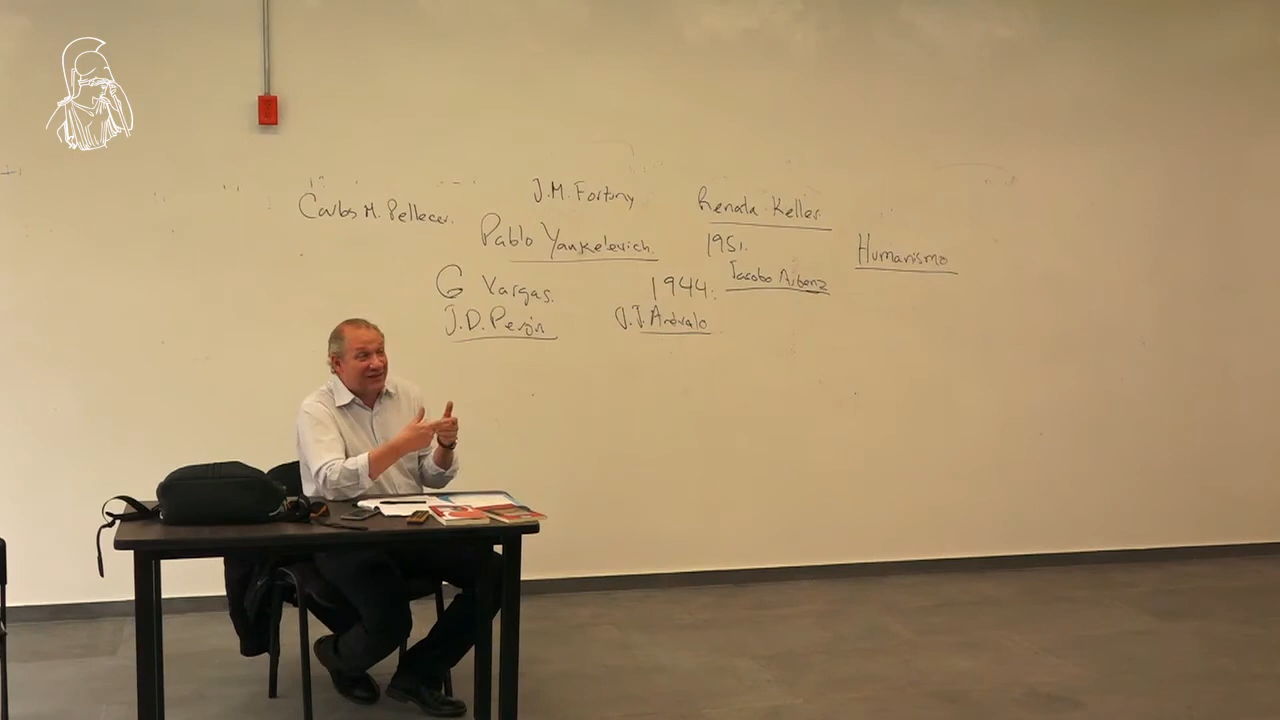 J.M. Fortuny
Carlos M. Pellecer.
Renata Keller.
Pablo Yankelevich.
1951.
Humanismo
G Vargas.
1944.
Jacobo Arbenz
J.D. Perón
J.J. Arévalo